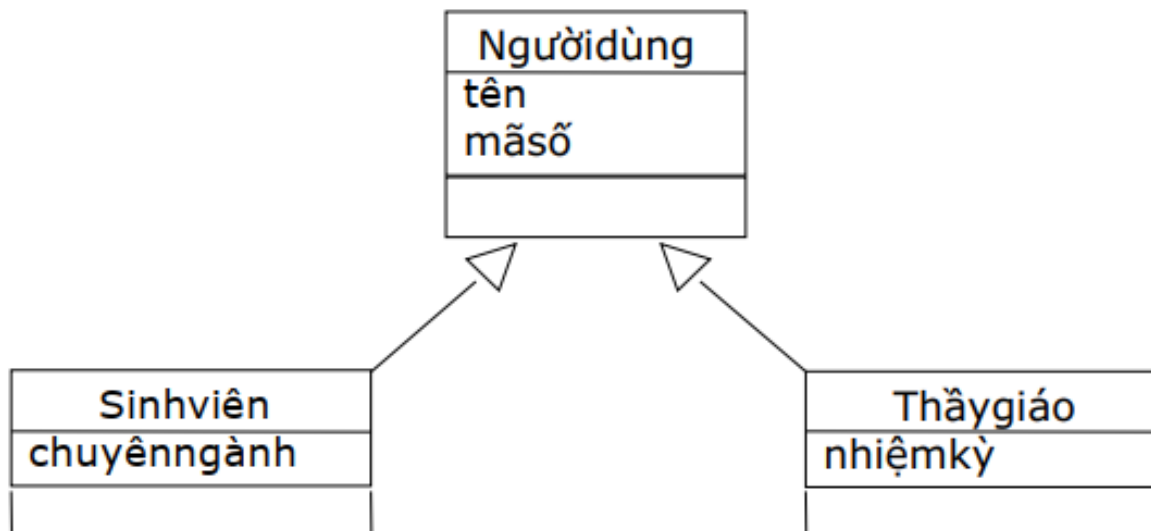 Ngườidùng
tên
mãsố
Sinhviên
chuyênngành
Thầygiáo
nhiệmkỳ